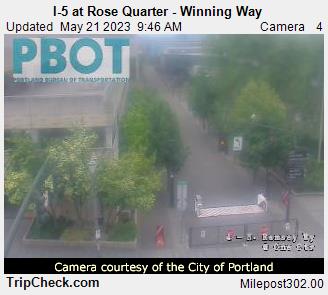 I-5 at Rose Quarter - Winning Way
Updated May 21 2023 9:46 AM Camera 4
PBOT
PORTLAND BUREAU OF TRANSPORTATION
Camera courtesy of the City of Portland
TripCheck.com Milepost302.00